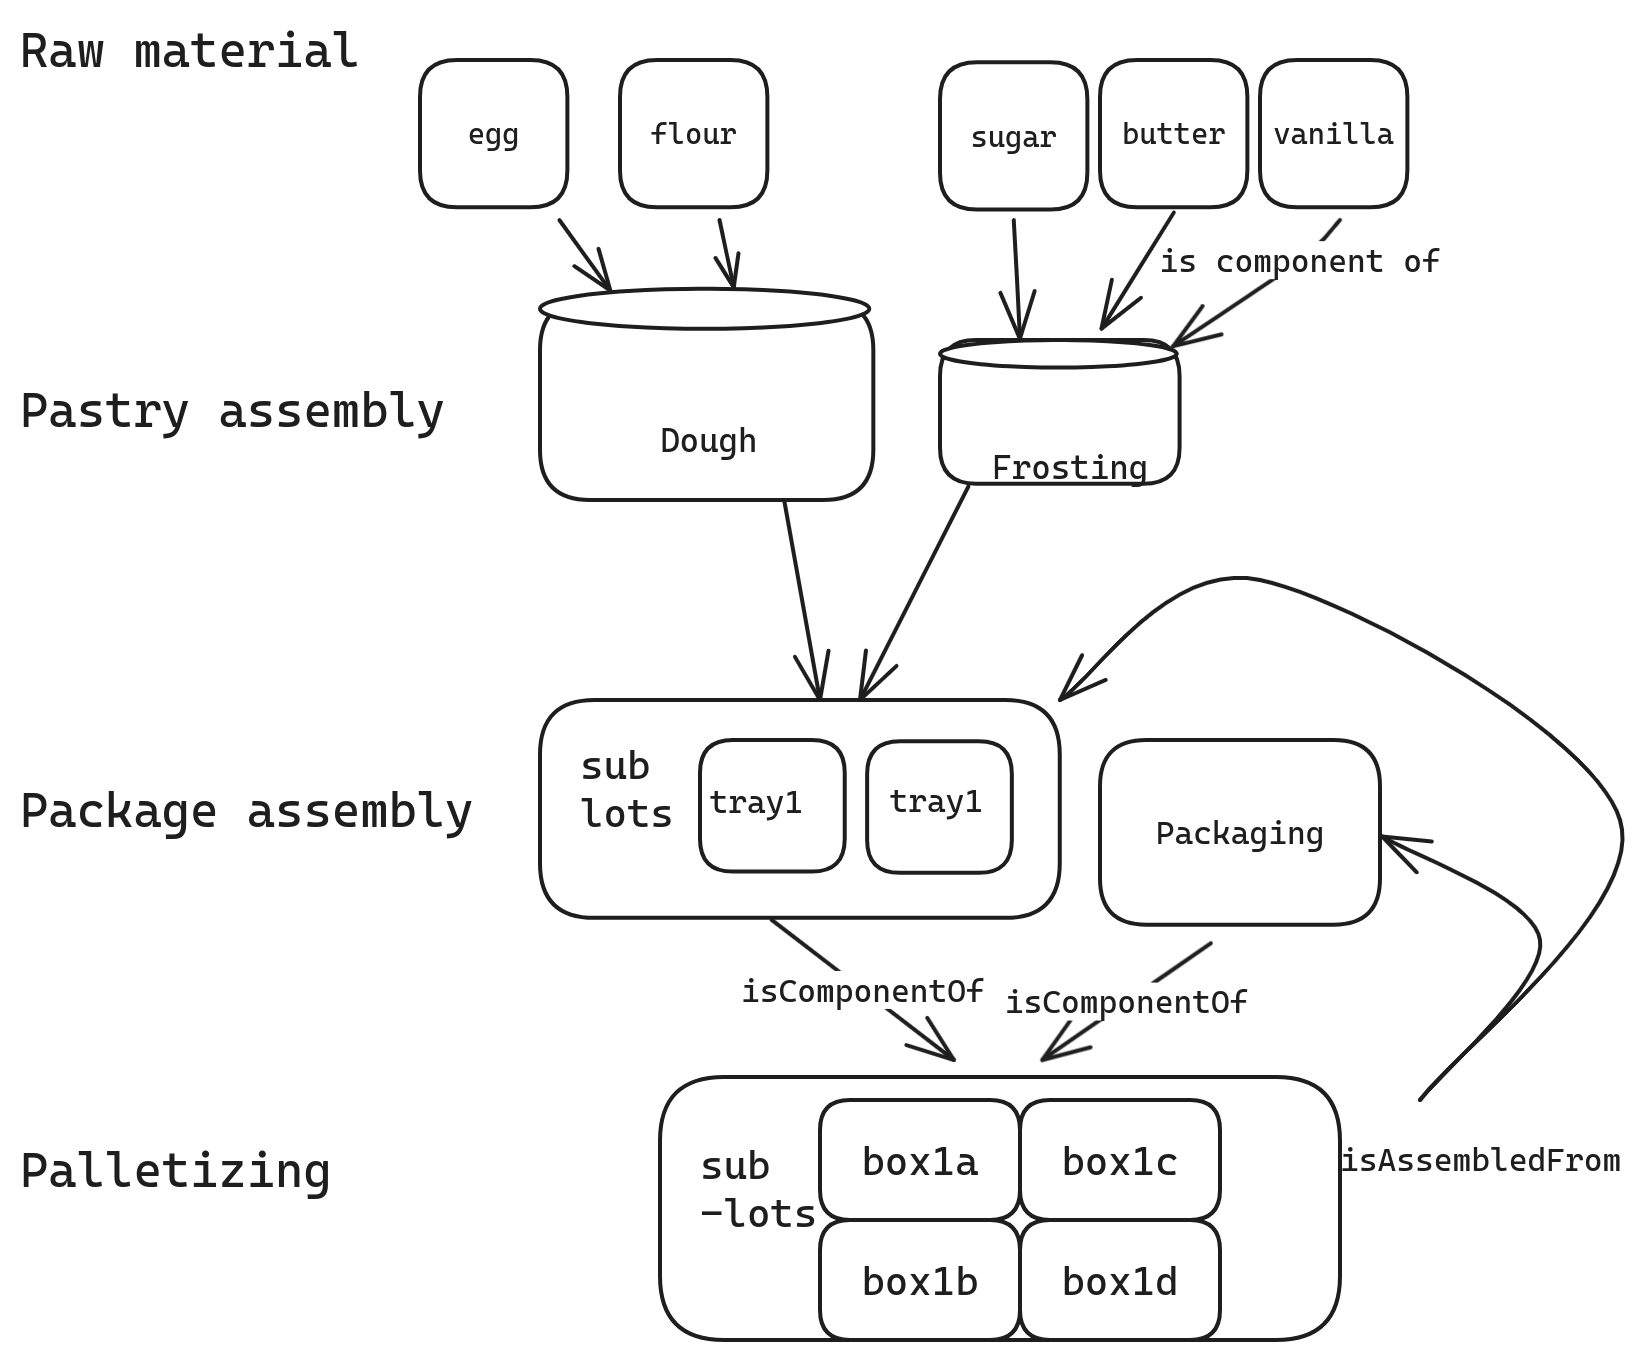 Raw material
egg
flour
sugar
butter
vanilla
is component of
Pastry assembly
Dough
Frosting
Package assembly
sub
lots
tray1
tray1
Packaging
isComponentOf
isComponentOf
Palletizing
sub
-lots
box1a
box1c
box1b
box1d
isAssembledFrom